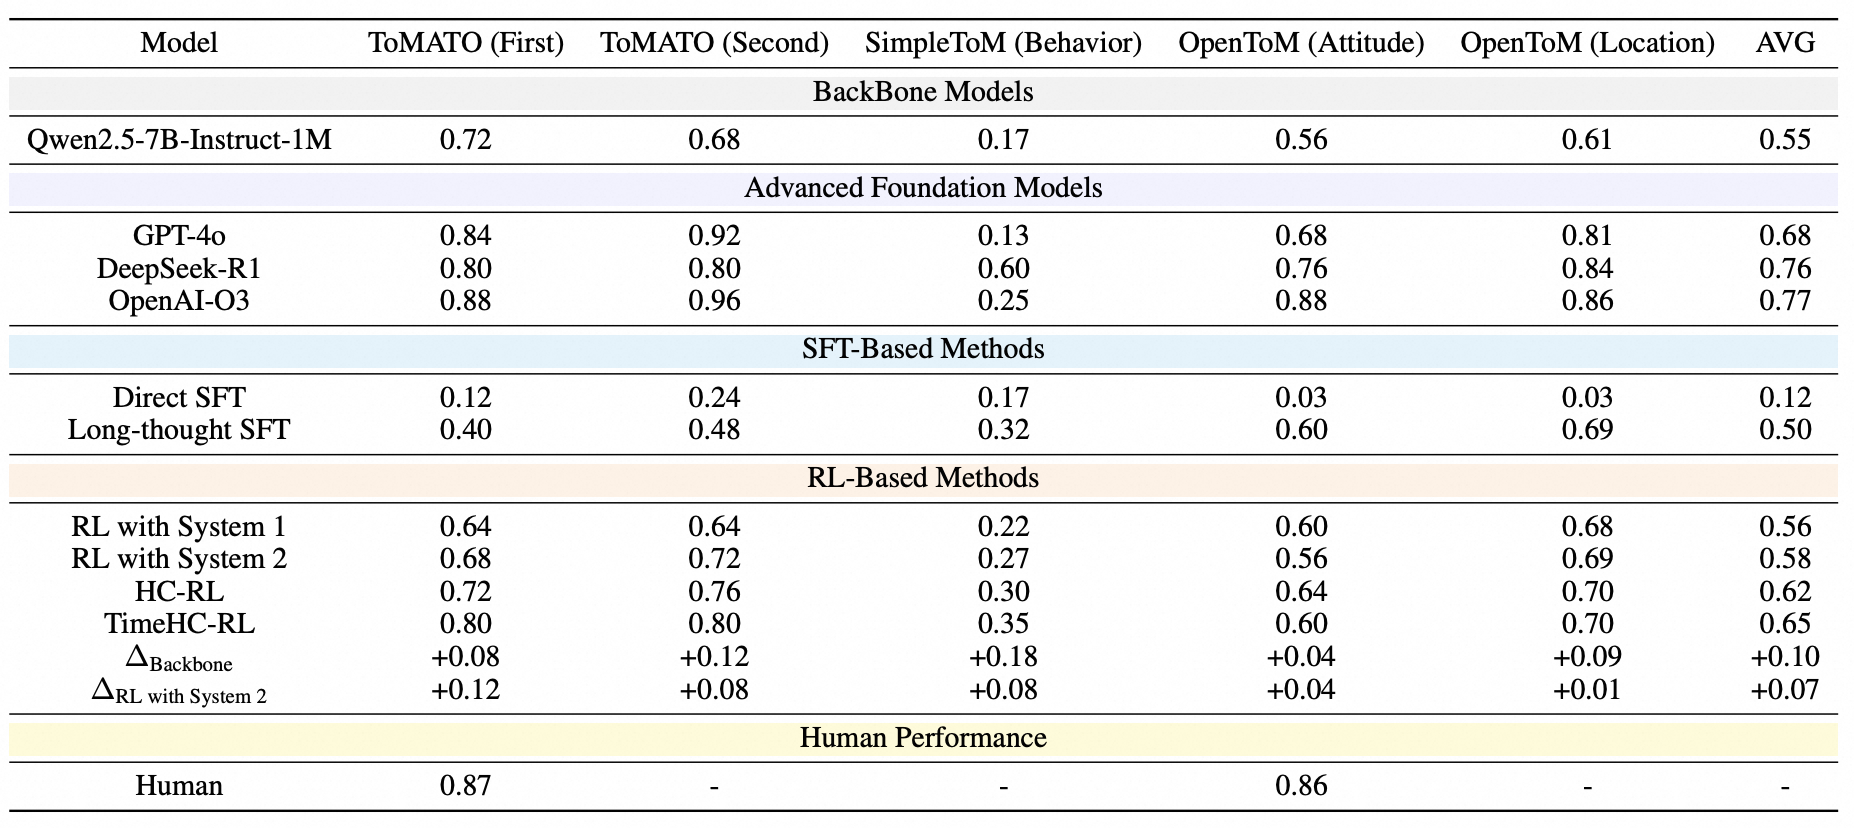 Model ToMATO (First) ToMATO (Second) SimpleToM (Behavior) OpenToM (Attitude) OpenToM (Location) AVG
BackBone Models
Qwen2.5-7B-Instruct-1M 0.72 0.68 0.17 0.56 0.61 0.55
Advanced Foundation Models
GPT-4o 0.84 0.92 0.13 0.68 0.81 0.68
DeepSeek-R1 0.80 0.80 0.60 0.76 0.84 0.76
OpenAI-O3 0.88 0.96 0.25 0.88 0.86 0.77
SFT-Based Methods
Direct SFT 0.12 0.24 0.17 0.03 0.03 0.12
Long-thought SFT 0.40 0.48 0.32 0.60 0.69 0.50
RL-Based Methods
RL with System 1 0.64 0.64 0.22 0.60 0.68 0.56
RL with System 2 0.68 0.72 0.27 0.56 0.69 0.58
HC-RL 0.72 0.76 0.30 0.64 0.70 0.62
TimeHC-RL 0.80 0.80 0.35 0.60 0.70 0.65
Δ Backbone +0.08 +0.12 +0.18 +0.04 +0.09 +0.10
Δ RL with System 2 +0.12 +0.08 +0.08 +0.04 +0.01 +0.07
Human Performance
Human 0.87 - - 0.86 - -